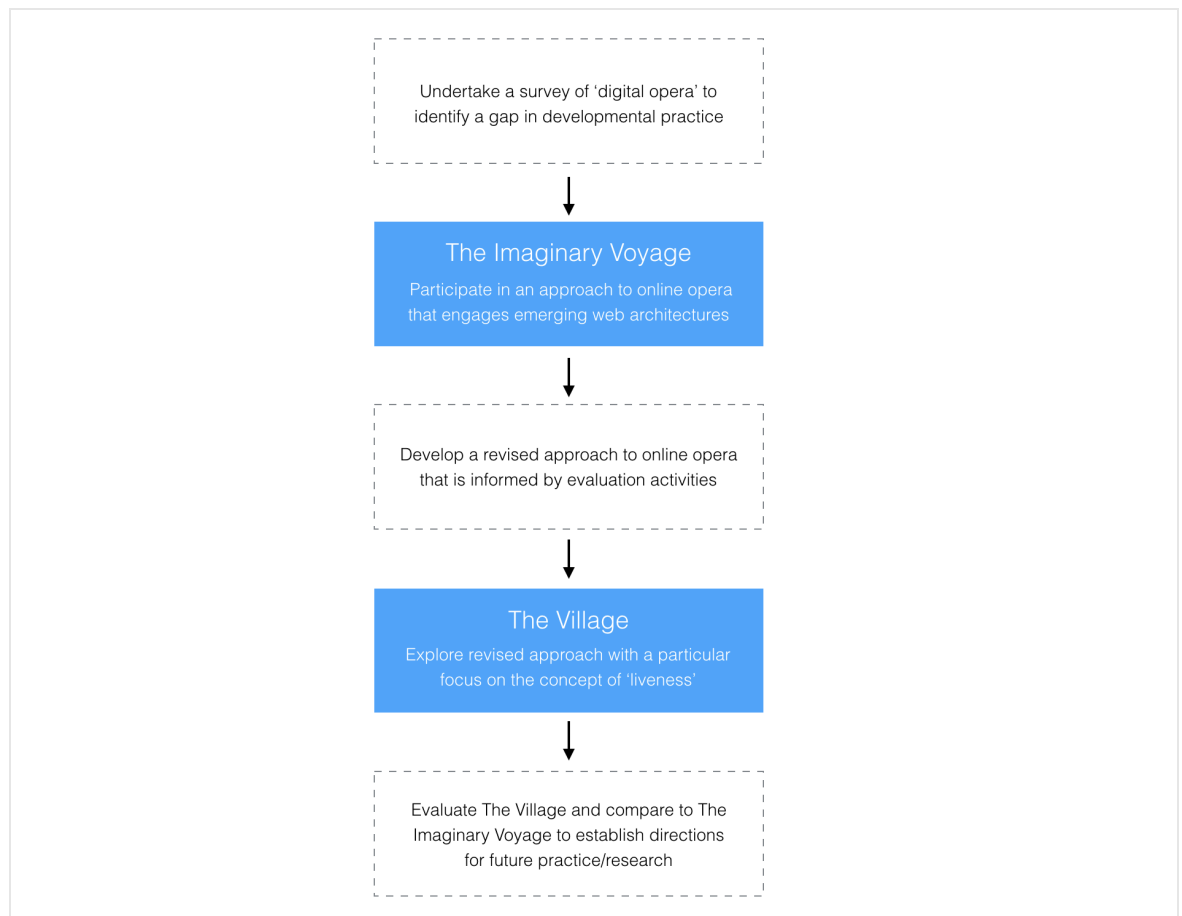 Undertake a survey of ‘digital opera’ to
identify a gap in developmental practice
The Imaginary Voyage
Participate in an approach to online opera
that engages emerging web architectures
Develop a revised approach to online opera
that is informed by evaluation activities
The Village
Explore revised approach with a particular
focus on the concept of ‘liveness’
Evaluate The Village and compare to The
Imaginary Voyage to establish directions
for future practice/research